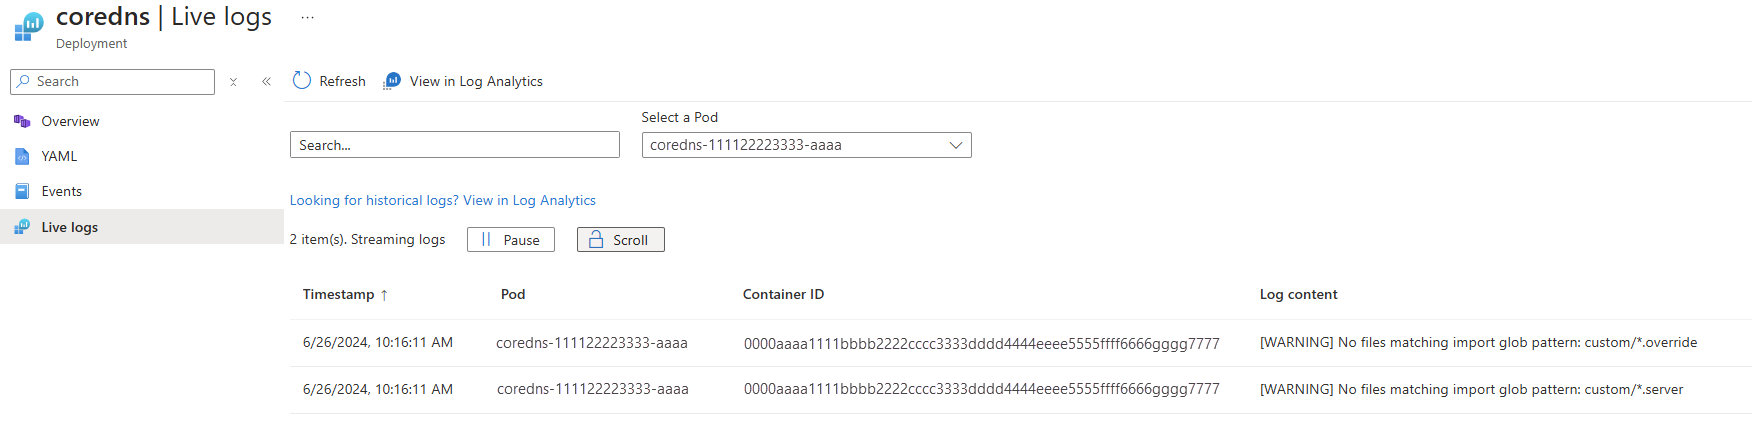 coredns | Live logs ...
Deployment
Search
Refresh
View in Log Analytics
Overview
YAML
Events
Live logs
Select a Pod
Search...
coredns-111122223333-aaaa
Looking for historical logs? View in Log Analytics
2 item(s). Streaming logs
Pause
Scroll
Timestamp ↑ Pod Container ID Log content
6/26/2024, 10:16:11 AM coredns-111122223333-aaaa 0000aaaa1111bbbb2222cccc3333dddd4444eeee5555ffff6666gggg7777 [WARNING] No files matching import glob pattern: custom/*.override
6/26/2024, 10:16:11 AM coredns-111122223333-aaaa 0000aaaa1111bbbb2222cccc3333dddd4444eeee5555ffff6666gggg7777 [WARNING] No files matching import glob pattern: custom/*.server